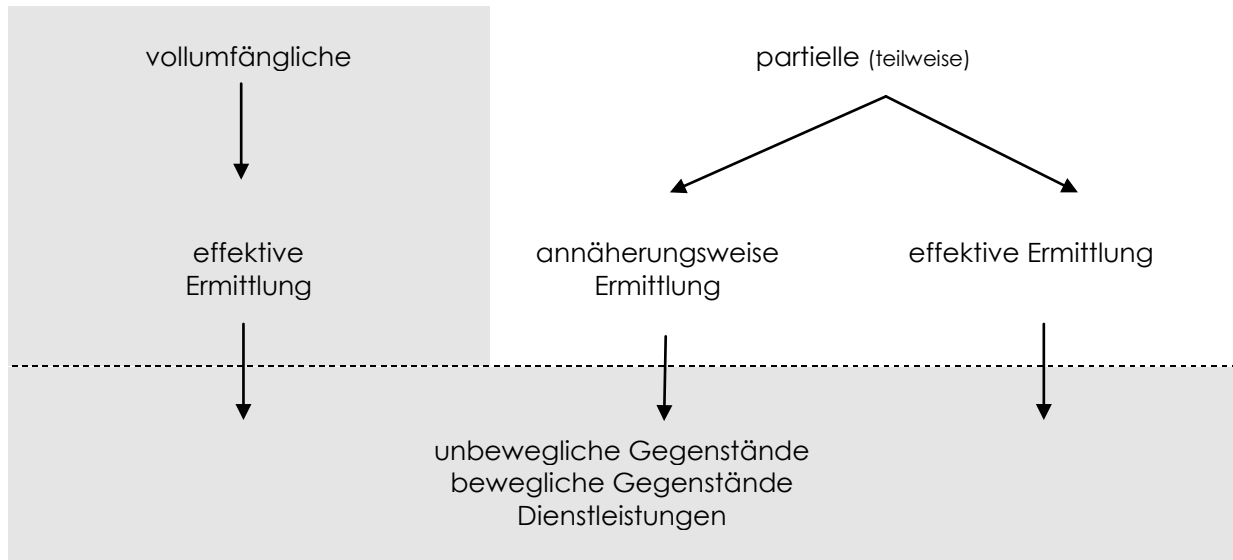 vollumfängliche
partielle (teilweise)
effektive
Ermittlung
annäherungsweise
Ermittlung
effektive Ermittlung
unbewegliche Gegenstände
bewegliche Gegenstände
Dienstleistungen